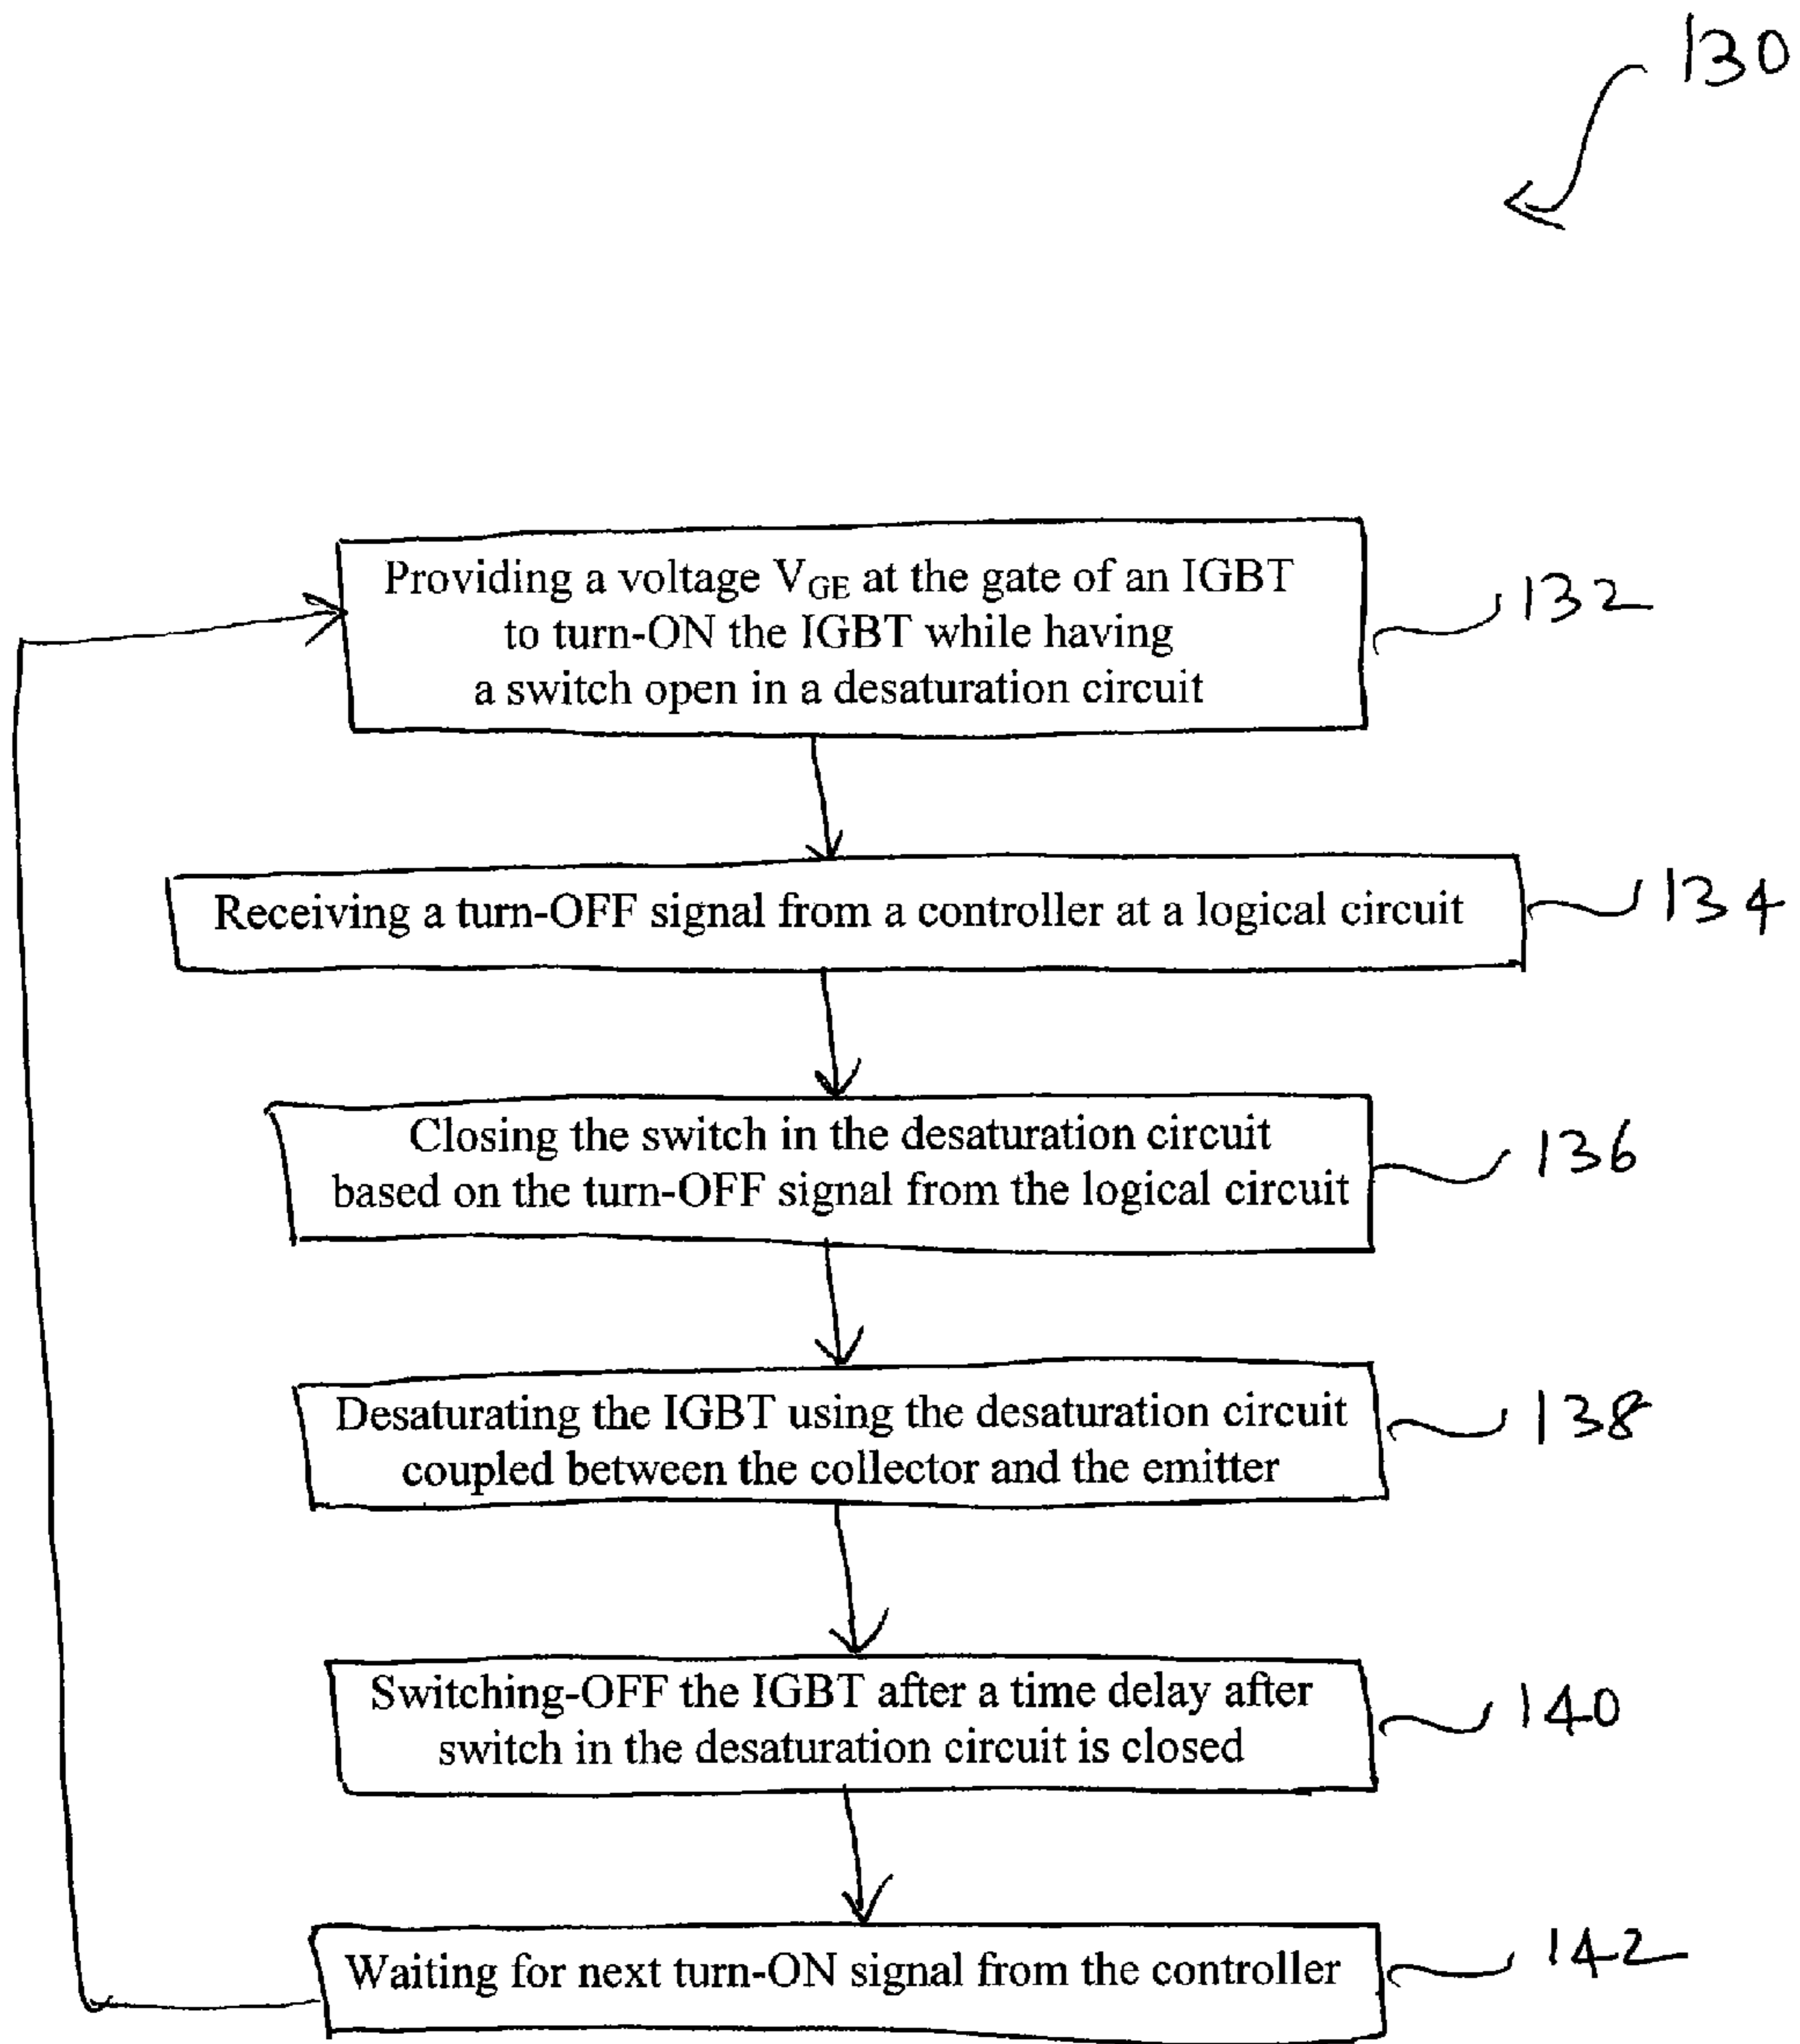 130
Providing a voltage VGE at the gate of an IGBT
to turn-ON the IGBT while having
a switch open in a desaturation circuit
132
Receiving a turn-OFF signal from a controller at a logical circuit
134
Closing the switch in the desaturation circuit
based on the turn-OFF signal from the logical circuit
136
Desaturating the IGBT using the desaturation circuit
coupled between the collector and the emitter
138
Switching-OFF the IGBT after a time delay after
switch in the desaturation circuit is closed
140
Waiting for next turn-ON signal from the controller
142